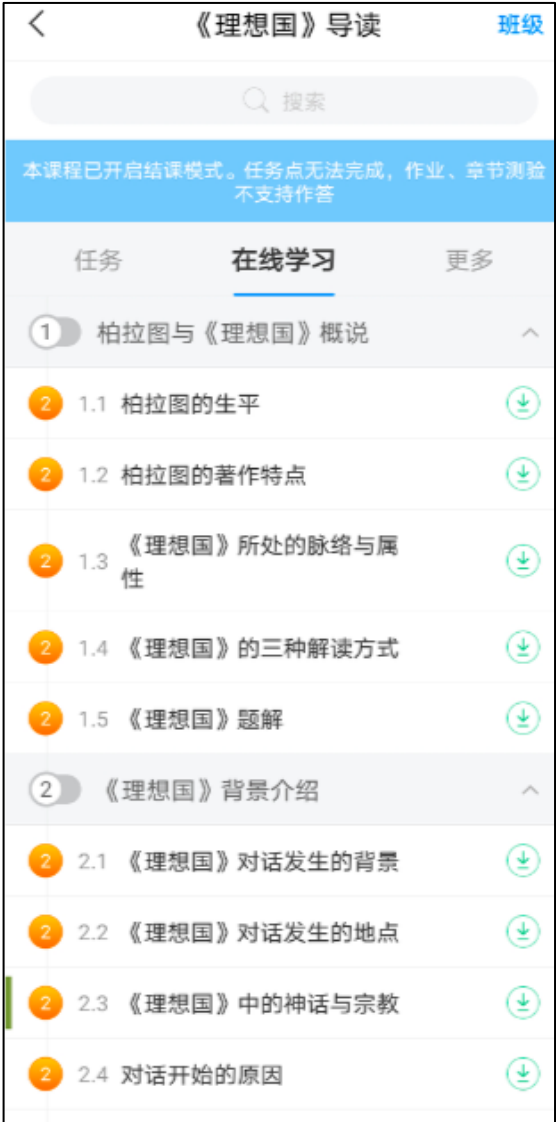 《理想国》导读 班级
搜索
本课程已开启结课模式。任务点无法完成，作业、章节测验
不支持作答
任务 在线学习 更多
1 柏拉图与《理想国》概说
2 1.1 柏拉图的生平
2 1.2 柏拉图的著作特点
2 1.3 《理想国》所处的脉络与属
性
2 1.4 《理想国》的三种解读方式
2 1.5 《理想国》题解
2 《理想国》背景介绍
2 2.1 《理想国》对话发生的背景
2 2.2 《理想国》对话发生的地点
2 2.3 《理想国》中的神话与宗教
2 2.4 对话开始的原因